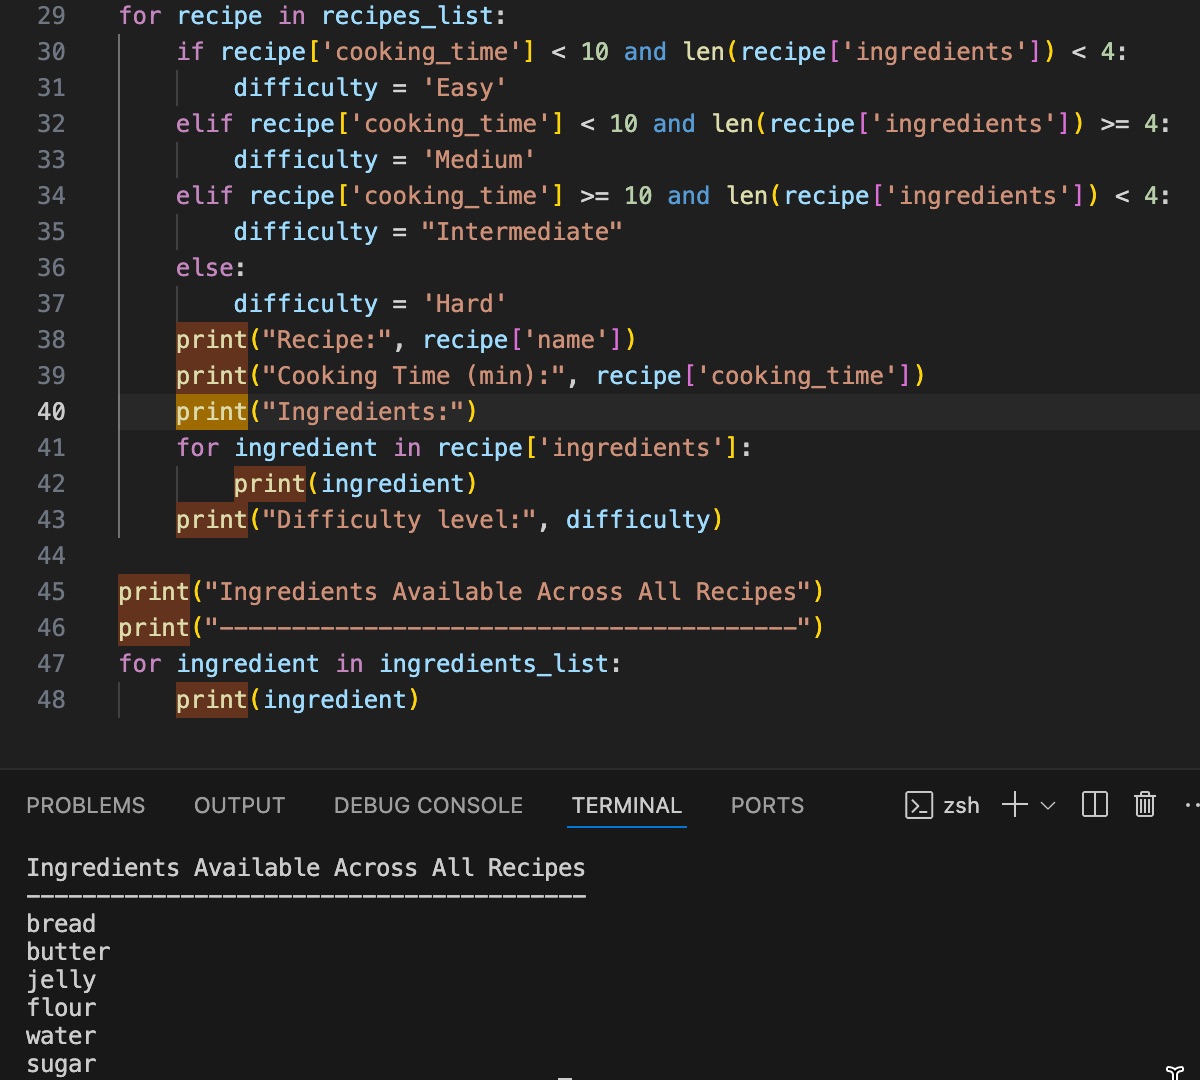 29 for recipe in recipes_list:
30     if recipe['cooking_time'] < 10 and len(recipe['ingredients']) < 4:
31         difficulty = 'Easy'
32     elif recipe['cooking_time'] < 10 and len(recipe['ingredients']) >= 4:
33         difficulty = 'Medium'
34     elif recipe['cooking_time'] >= 10 and len(recipe['ingredients']) < 4:
35         difficulty = "Intermediate"
36     else:
37         difficulty = 'Hard'
38     print("Recipe:", recipe['name'])
39     print("Cooking Time (min):", recipe['cooking_time'])
40     print("Ingredients:")
41     for ingredient in recipe['ingredients']:
42         print(ingredient)
43     print("Difficulty level:", difficulty)
44
45 print("Ingredients Available Across All Recipes")
46 print("————————————————————————————————————————")
47 for ingredient in ingredients_list:
48     print(ingredient)
PROBLEMS OUTPUT DEBUG CONSOLE TERMINAL PORTS zsh
Ingredients Available Across All Recipes
————————————————————————————————————————
bread
butter
jelly
flour
water
sugar